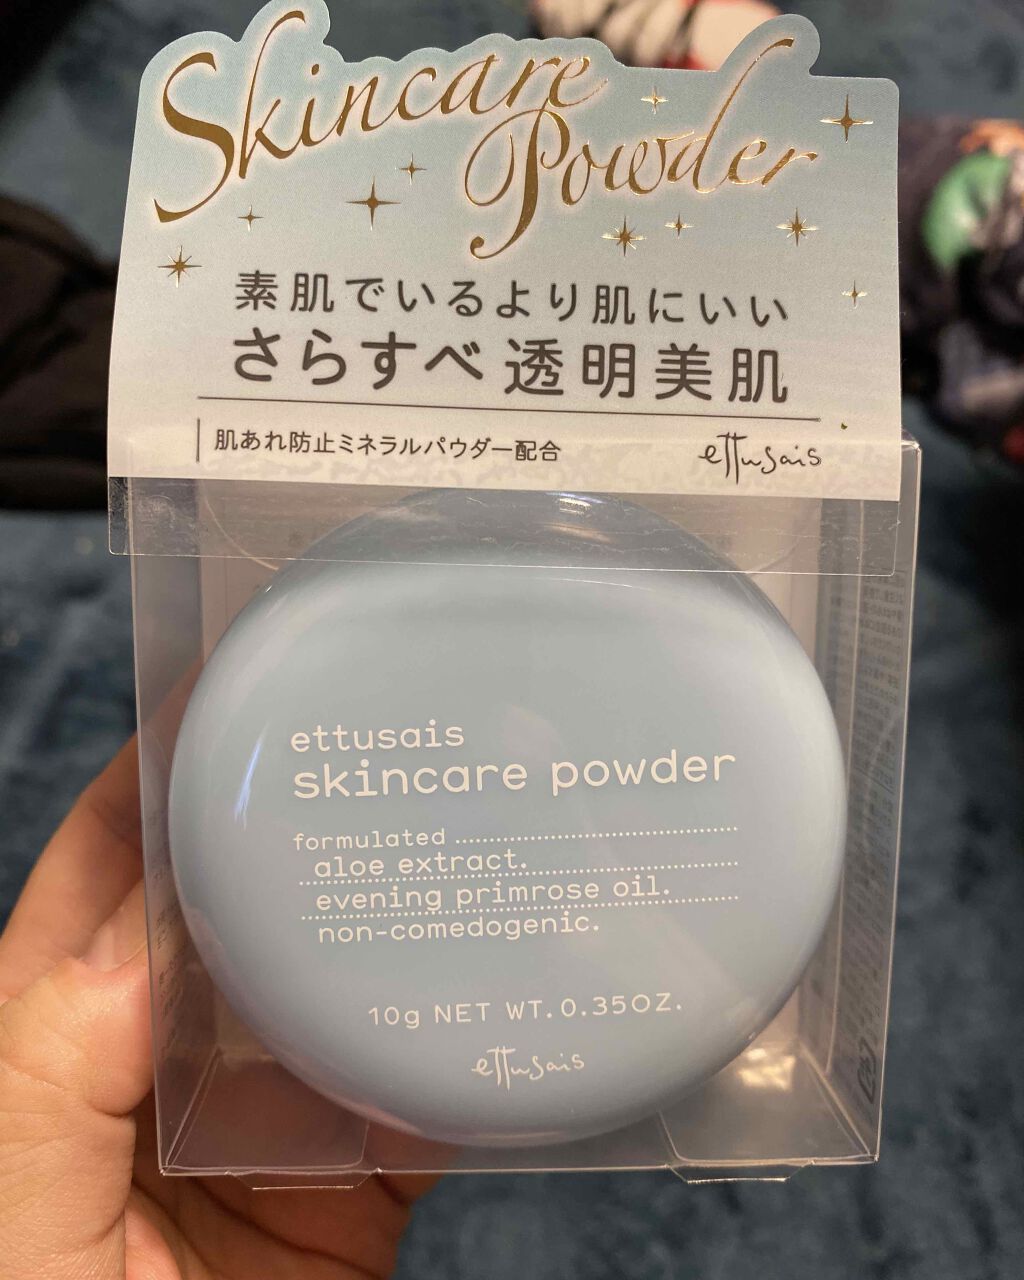 Skincare
Powder
素肌でいるより肌にいい
さらすべ透明美肌
肌あれ防止ミネラルパウダー配合
ettusais
ettusais
skincare powder
formulated
aloe extract.
evening primrose oil.
non-comedogenic.
10g NET WT. 0.35OZ.
ettusais